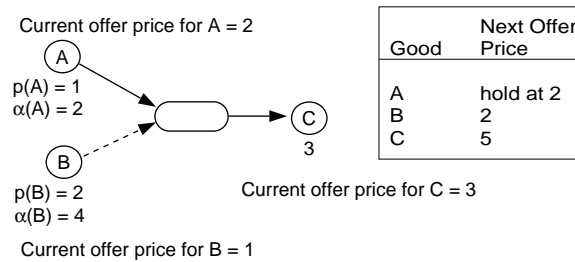 Current offer price for A = 2
A
p(A) = 1
α(A) = 2
B
p(B) = 2
α(B) = 4
Current offer price for B = 1
C
3
Current offer price for C = 3
Next Offer
Good Price
A hold at 2
B 2
C 5